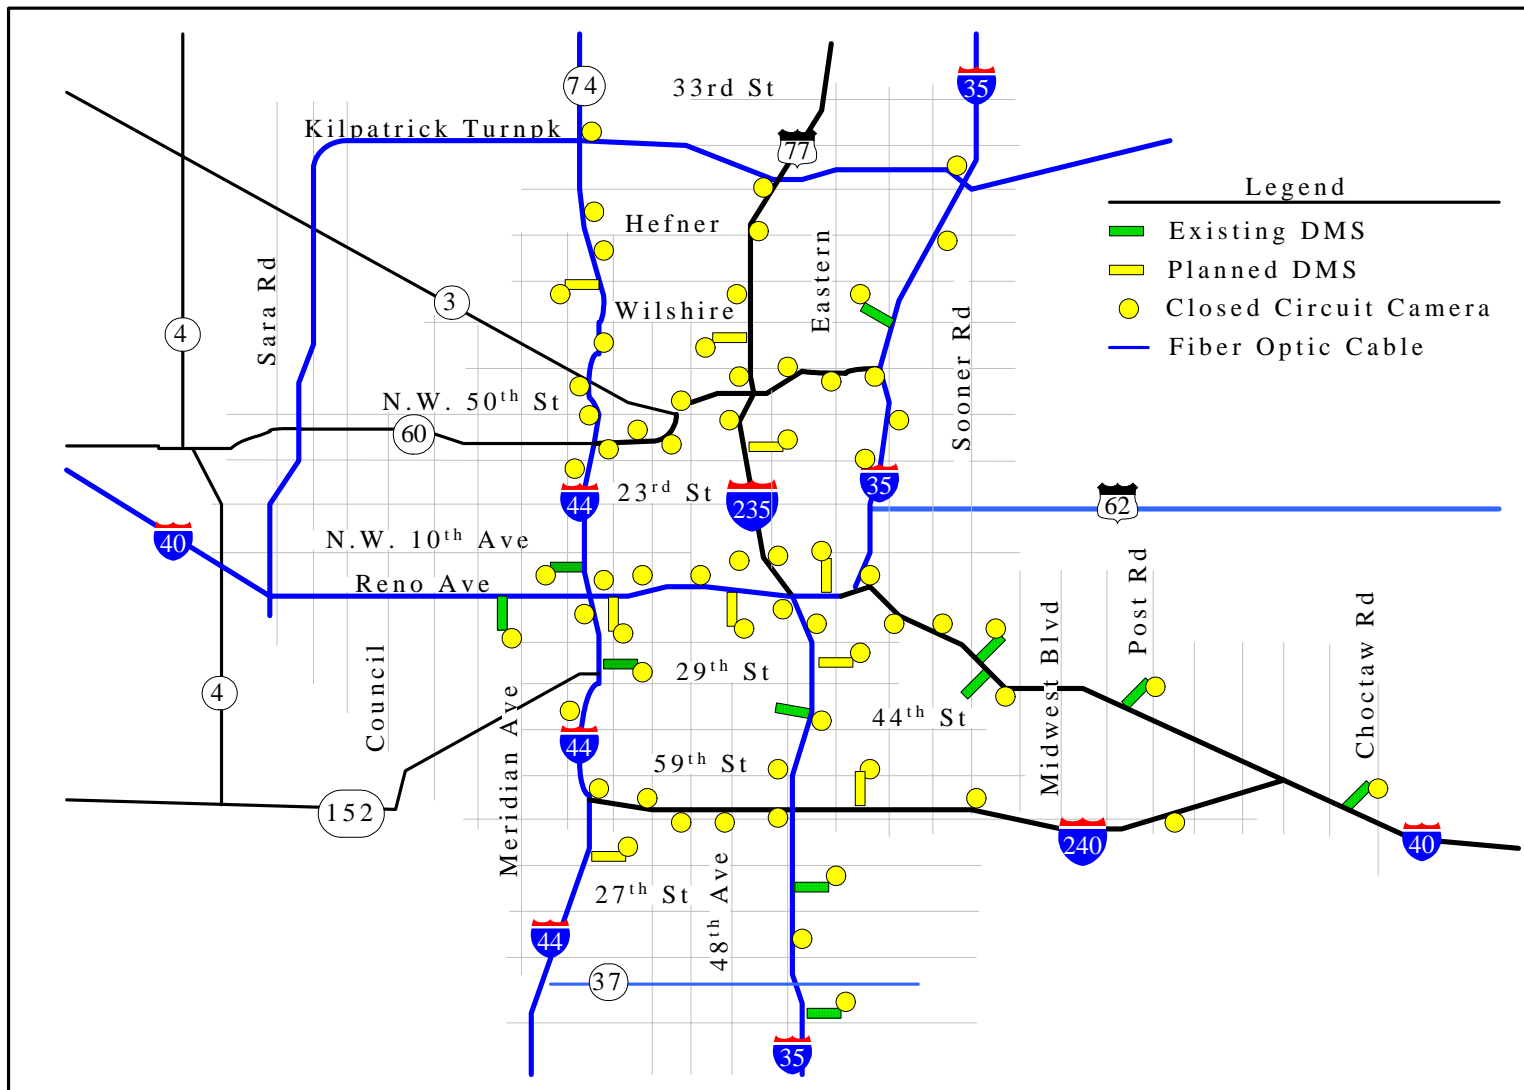 74
33rd St
35
Kilpatrick Turnpk
77
Legend
Hefner
Existing DMS
Eastern
Planned DMS
Sara Rd
3
Wilshire
Closed Circuit Camera
4
Sooner Rd
Fiber Optic Cable
N.W. 50th St
60
44
23rd St
235
35
62
40
N.W. 10th Ave
Reno Ave
Post Rd
Midwest Blvd
Choctaw Rd
Council
4
29th St
Meridian Ave
44th St
44
59th St
152
240
40
27th St
48th Ave
44
37
35